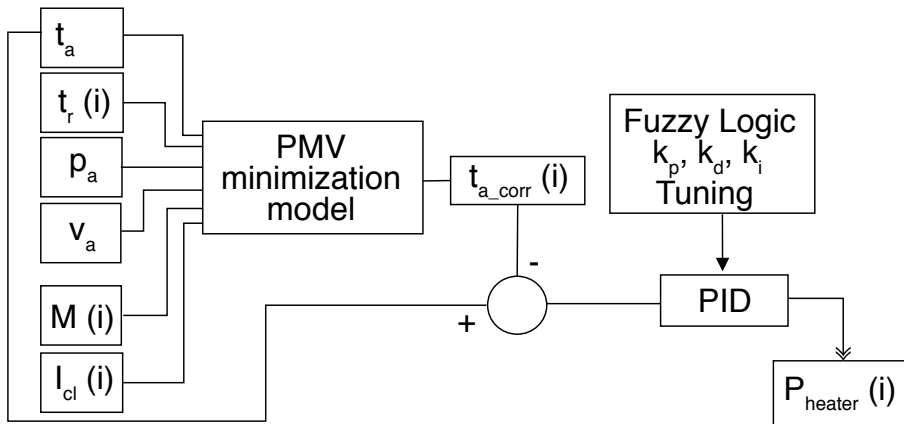 t_a
t_r (i)
p_a
v_a
M (i)
I_cl (i)
PMV
minimization
model
t_a_corr (i)
-
+
Fuzzy Logic
k_p, k_d, k_i
Tuning
PID
P_heater (i)